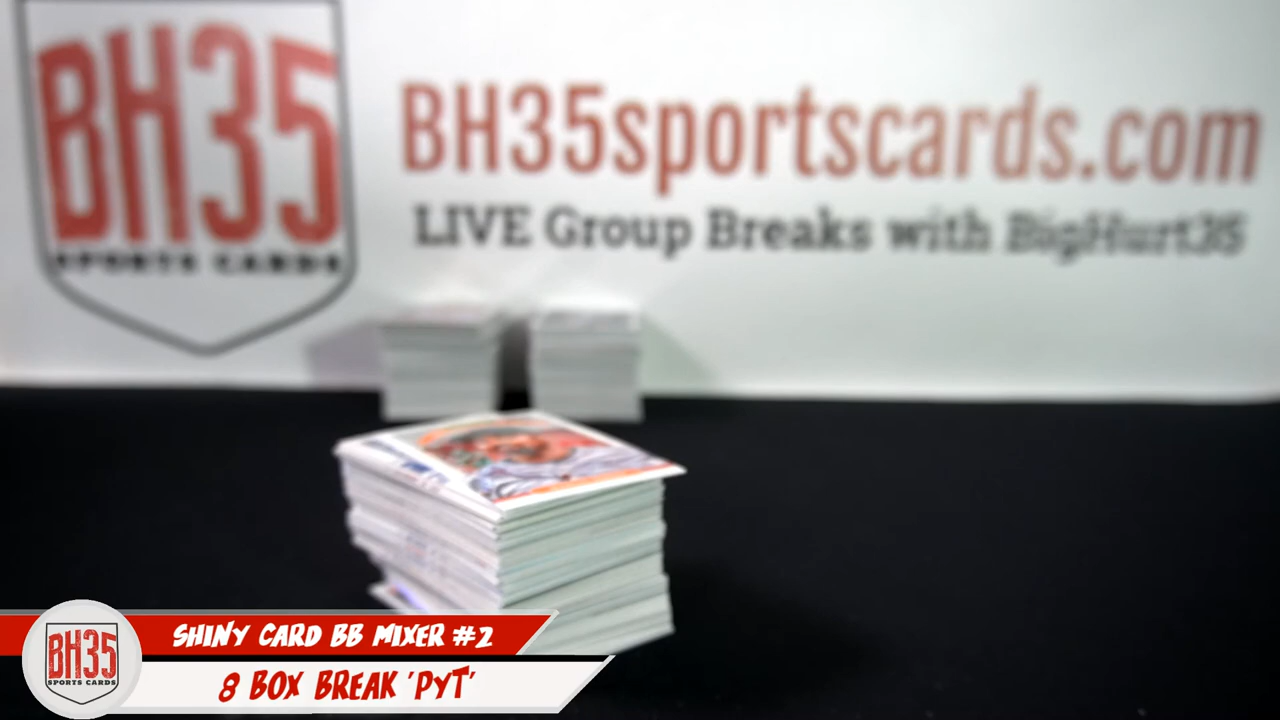 BH35
SPORTS CARDS
BH35sportscards.com
LIVE Group Breaks with BigHurt35
BH35
SPORTS CARDS
SHINY CARD BB MIXER #2
8 BOX BREAK 'PYT'